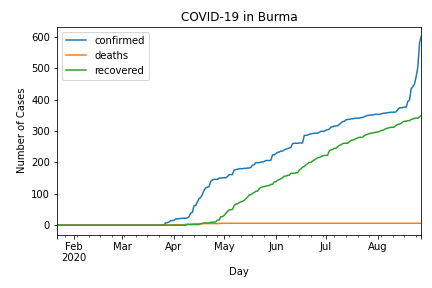 COVID-19 in Burma
confirmed
deaths
recovered
Number of Cases
600
500
400
300
200
100
0
Feb Mar Apr May Jun Jul Aug
2020
Day